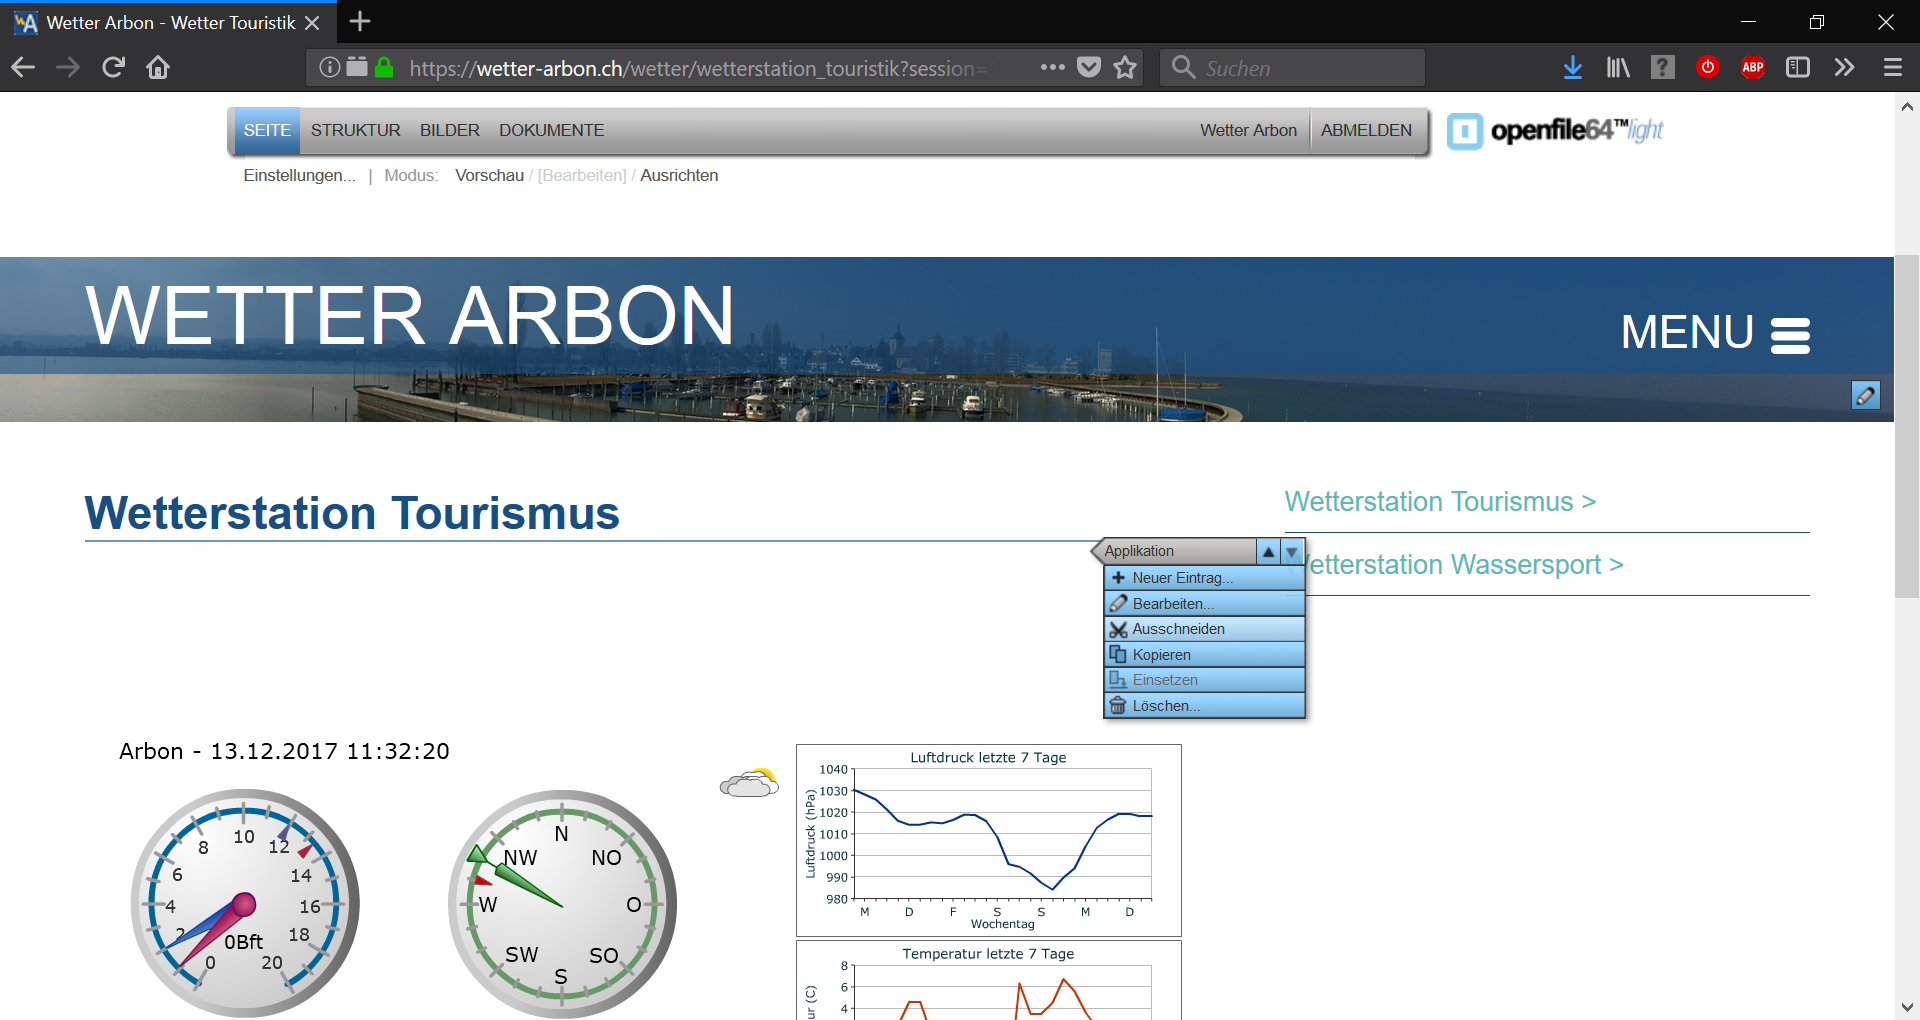 Wetter Arbon - Wetter Touristik
https://wetter-arbon.ch/wetter/wetterstation_touristik?session=
Suchen
ABP
SEITE STRUKTUR BILDER DOKUMENTE Wetter Arbon ABMELDEN
openfile64™light
Einstellungen... | Modus: Vorschau / [Bearbeiten] / Ausrichten
WETTER ARBON
MENU
Wetterstation Tourismus
Wetterstation Tourismus >
Wetterstation Wassersport >
Applikation
Neuer Eintrag...
Bearbeiten...
Ausschneiden
Kopieren
Einsetzen
Löschen...
Arbon - 13.12.2017 11:32:20
0 2 4 6 8 10 12 14 16 18 20
0Bft
N NO O SO S SW W NW
Luftdruck letzte 7 Tage
Luftdruck (hPa)
1040
1030
1020
1010
1000
990
980
M D F S S M D
Wochentag
Temperatur letzte 7 Tage
8
6
4
ur (C)